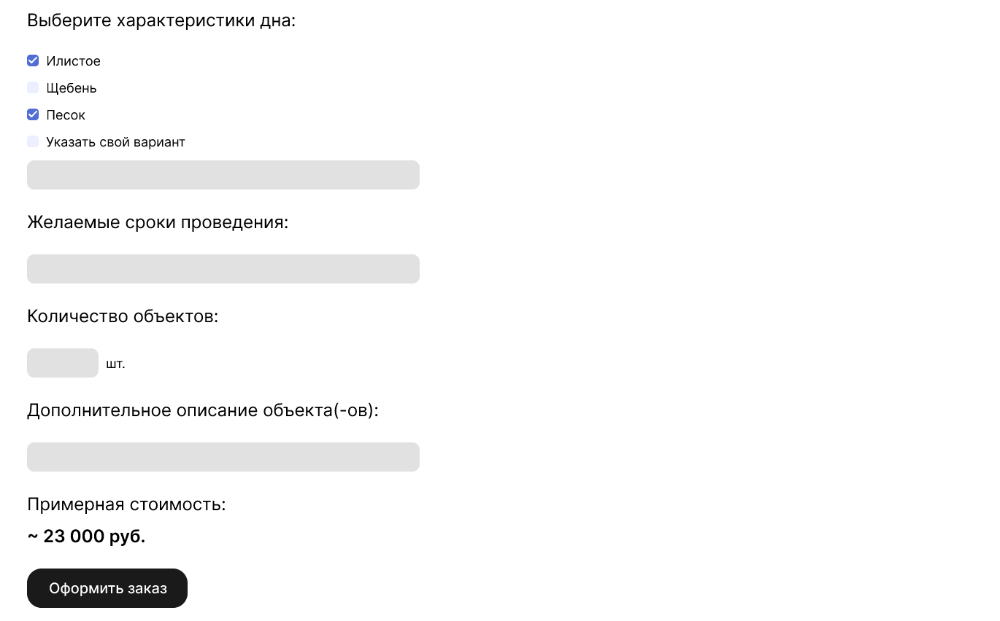 Выберите характеристики дна:
Илистое
Щебень
Песок
Указать свой вариант
Желаемые сроки проведения:
Количество объектов:
шт.
Дополнительное описание объекта(-ов):
Примерная стоимость:
~ 23 000 руб.
Оформить заказ